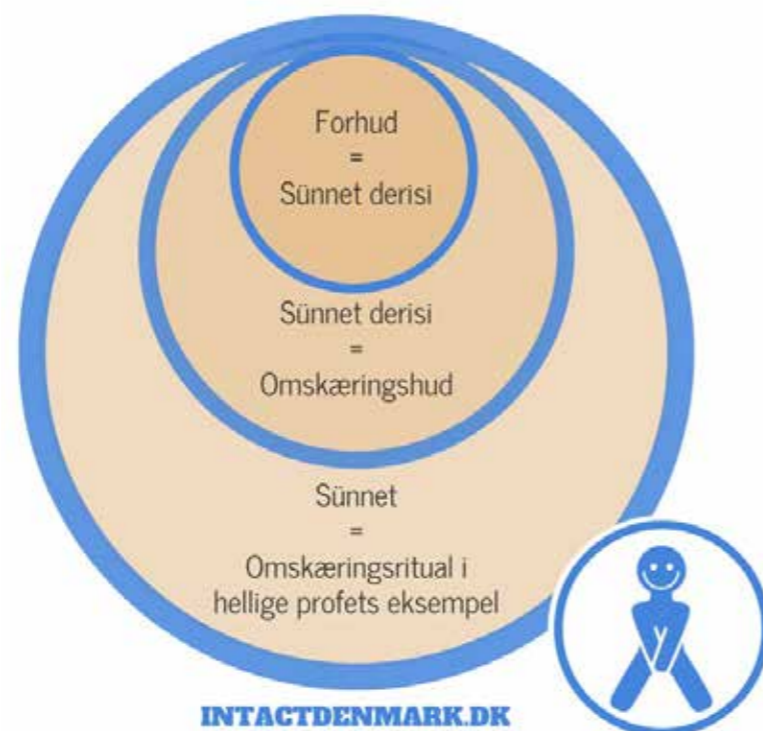 Forhud
=
Sünnet derisi
Sünnet derisi
=
Omskæringshud
Sünnet
=
Omskæringsritual i
hellige profets eksempel
INTACTDENMARK.DK